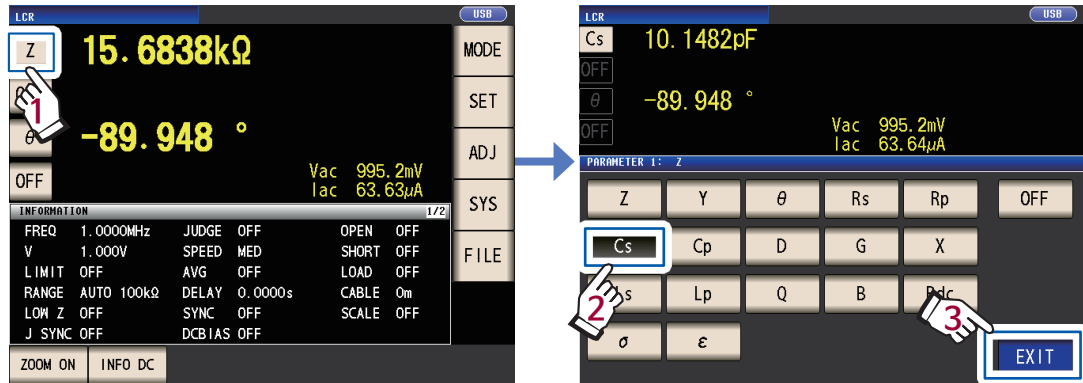 LCR USB
Z 15.6838kΩ MODE
1
SET
θ -89.948 °
ADJ
OFF Vac 995.2mV
Iac 63.63μA
SYS
INFORMATION 1/2
FREQ 1.0000MHz JUDGE OFF OPEN OFF
V 1.000V SPEED MED SHORT OFF
FILE
LIMIT OFF AVG OFF LOAD OFF
RANGE AUTO 100kΩ DELAY 0.0000s CABLE 0m
LOW Z OFF SYNC OFF SCALE OFF
J SYNC OFF DCBIAS OFF
ZOOM ON INFO DC
LCR USB
Cs 10.1482pF
OFF
θ -89.948 °
OFF Vac 995.2mV
Iac 63.64μA
PARAMETER 1: Z
Z Y θ Rs Rp OFF
Cs Cp D G X
2
Ls Lp Q B Rdc
3
σ ε
EXIT